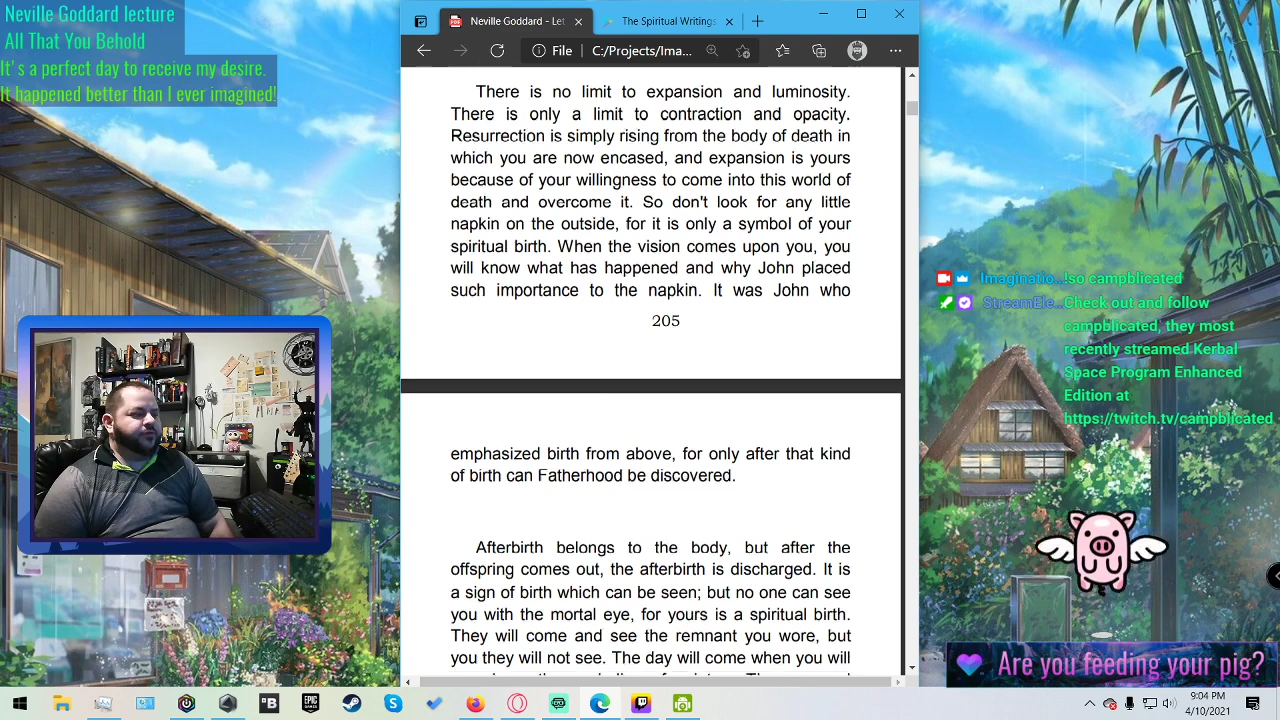 Neville Goddard lecture
All That You Behold
It's a perfect day to receive my desire.
It happened better than I ever imagined!
Neville Goddard - Let
The Spiritual Writings
File
C:/Projects/Ima...
There is no limit to expansion and luminosity.
There is only a limit to contraction and opacity.
Resurrection is simply rising from the body of death in
which you are now encased, and expansion is yours
because of your willingness to come into this world of
death and overcome it. So don't look for any little
napkin on the outside, for it is only a symbol of your
spiritual birth. When the vision comes upon you, you
will know what has happened and why John placed
such importance to the napkin. It was John who
205
emphasized birth from above, for only after that kind
of birth can Fatherhood be discovered.
Afterbirth belongs to the body, but after the
offspring comes out, the afterbirth is discharged. It is
a sign of birth which can be seen; but no one can see
you with the mortal eye, for yours is a spiritual birth.
They will come and see the remnant you wore, but
you they will not see. The day will come when you will
Imaginatio... !so campblicated
StreamEle... Check out and follow
campblicated, they most
recently streamed Kerbal
Space Program Enhanced
Edition at
https://twitch.tv/campblicated
Are you feeding your pig?
EPIC
GAMES
9:04 PM
4/10/2021